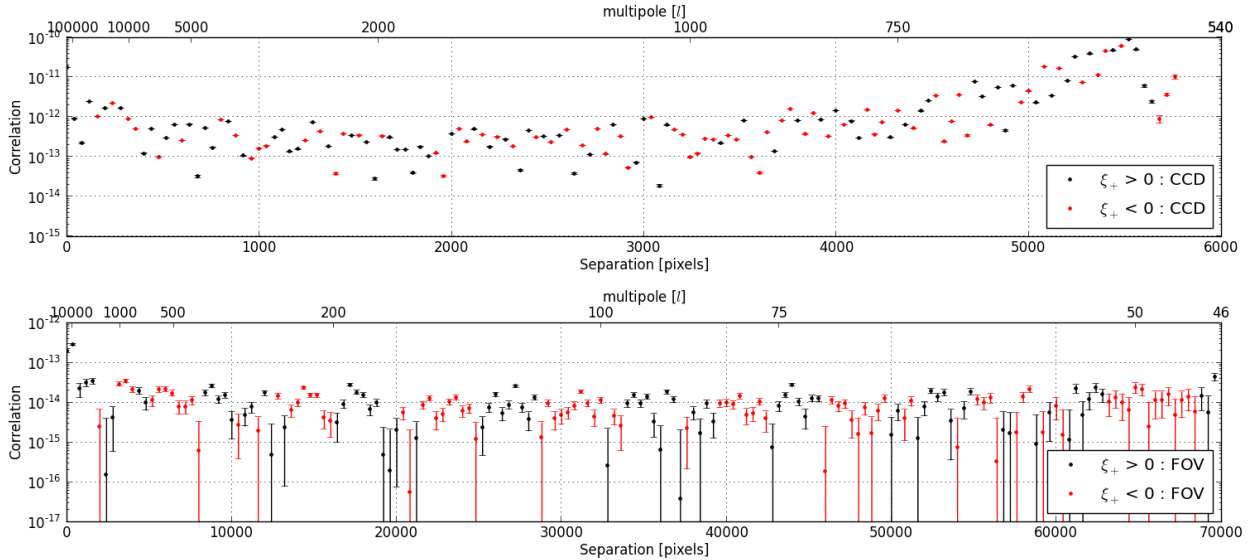 multipole [l]
100000 10000 5000 2000 1000 750 540
10^-10
10^-11
10^-12
10^-13
10^-14
10^-15
Correlation
ξ+ > 0 : CCD
ξ+ < 0 : CCD
0 1000 2000 3000 4000 5000 6000
Separation [pixels]
multipole [l]
10000 1000 500 200 100 75 50 46
10^-12
10^-13
10^-14
10^-15
10^-16
10^-17
Correlation
ξ+ > 0 : FOV
ξ+ < 0 : FOV
0 10000 20000 30000 40000 50000 60000 70000
Separation [pixels]